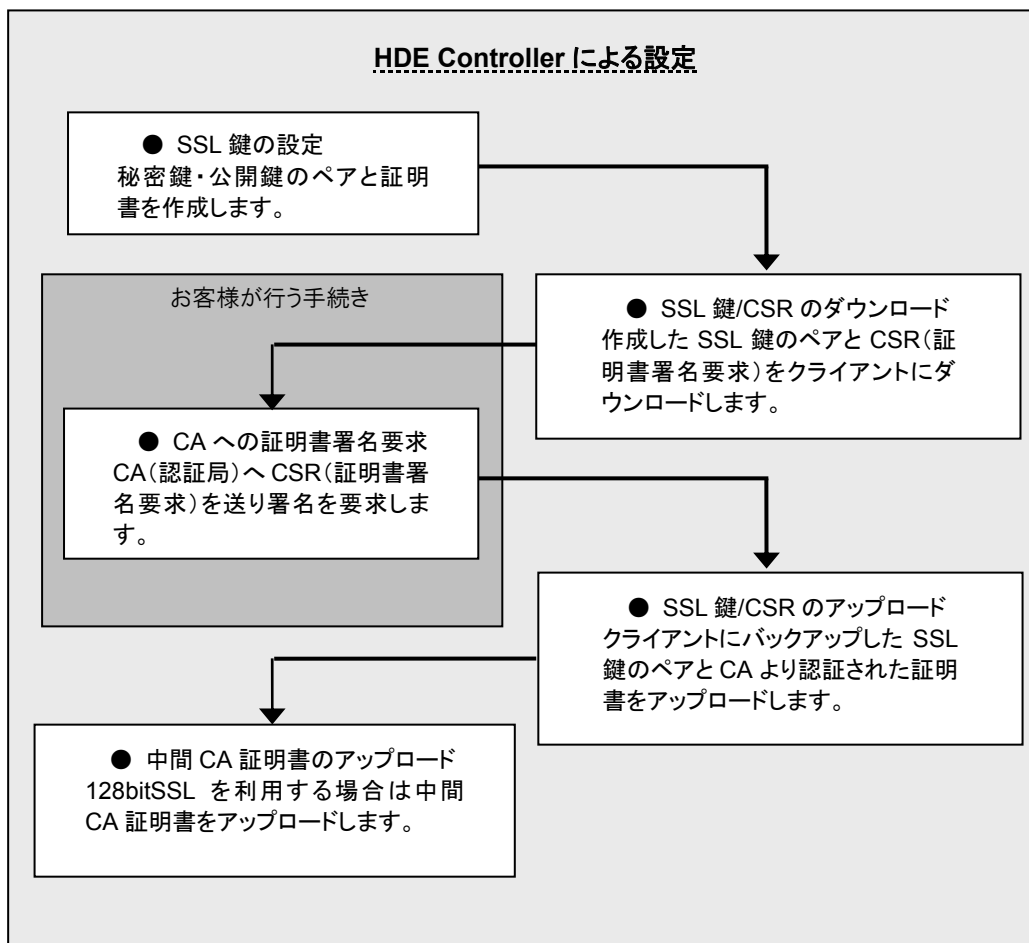 HDE Controller による設定
● SSL 鍵の設定
秘密鍵・公開鍵のペアと証明
書を作成します。
お客様が行う手続き
● SSL 鍵/CSR のダウンロード
作成した SSL 鍵のペアと CSR(証
明書署名要求)をクライアントにダ
ウンロードします。
● CA への証明書署名要求
CA(認証局)へ CSR(証明書署
名要求)を送り署名を要求しま
す。
● SSL 鍵/CSR のアップロード
クライアントにバックアップした SSL
鍵のペアと CA より認証された証明
書をアップロードします。
● 中間 CA 証明書のアップロード
128bitSSL を利用する場合は中間
CA 証明書をアップロードします。